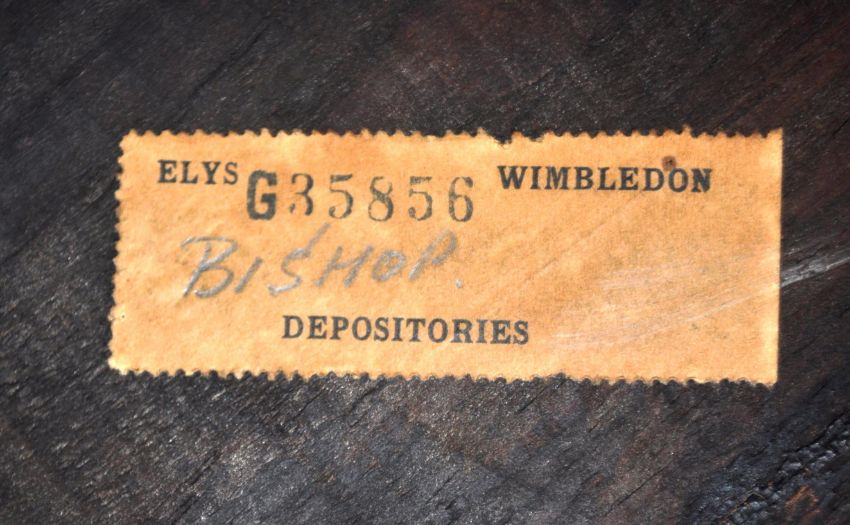 ELYS G35856 WIMBLEDON
BISHOP.
DEPOSITORIES